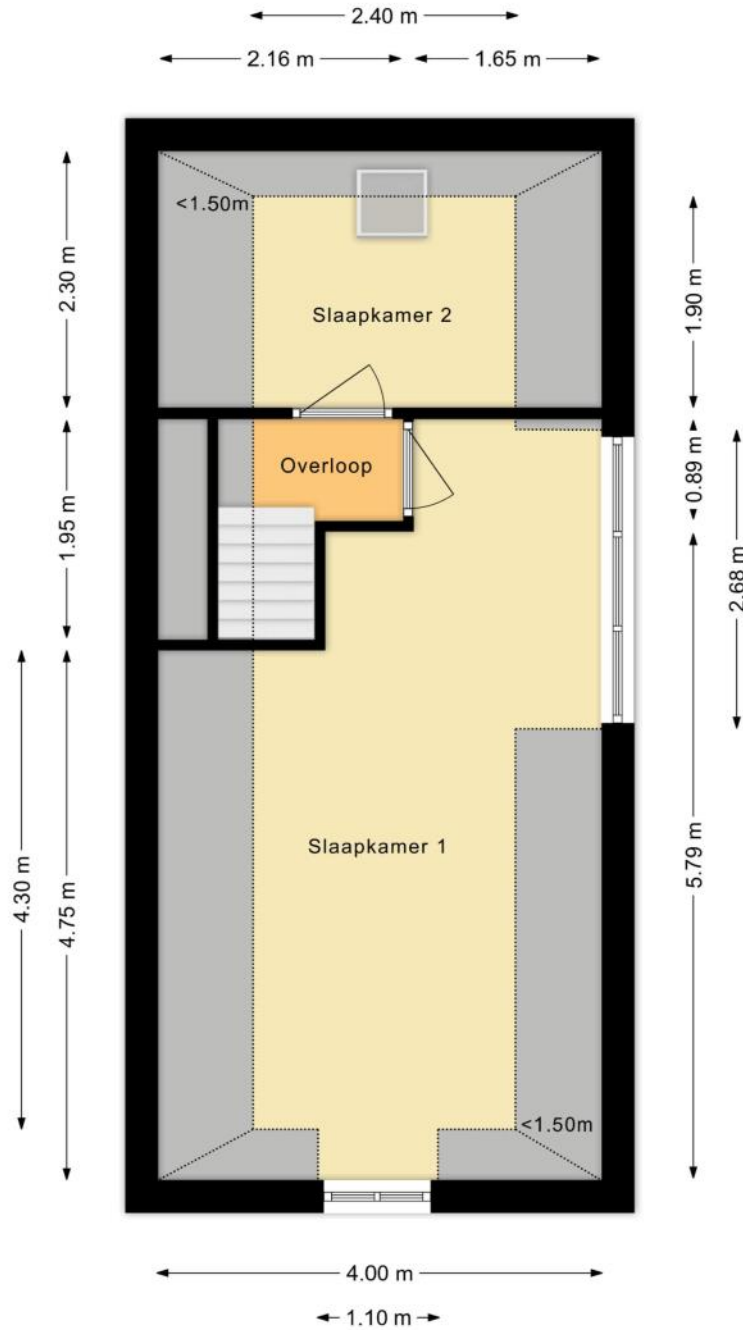 2.40 m
2.16 m
1.65 m
<1.50m
2.30 m
1.90 m
Slaapkamer 2
Overloop
0.89 m
1.95 m
2.68 m
Slaapkamer 1
5.79 m
4.30 m
4.75 m
<1.50m
4.00 m
1.10 m